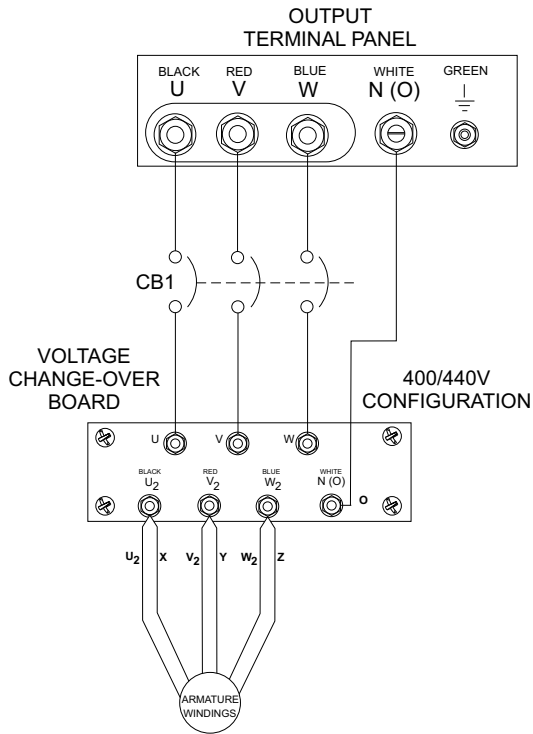 OUTPUT
TERMINAL PANEL
BLACK RED BLUE WHITE GREEN
U V W N (O)
CB1
VOLTAGE
CHANGE-OVER
BOARD
400/440V
CONFIGURATION
U V W
BLACK RED BLUE WHITE
U2 V2 W2 N (O)
O
U2 X V2 Y W2 Z
ARMATURE
WINDINGS